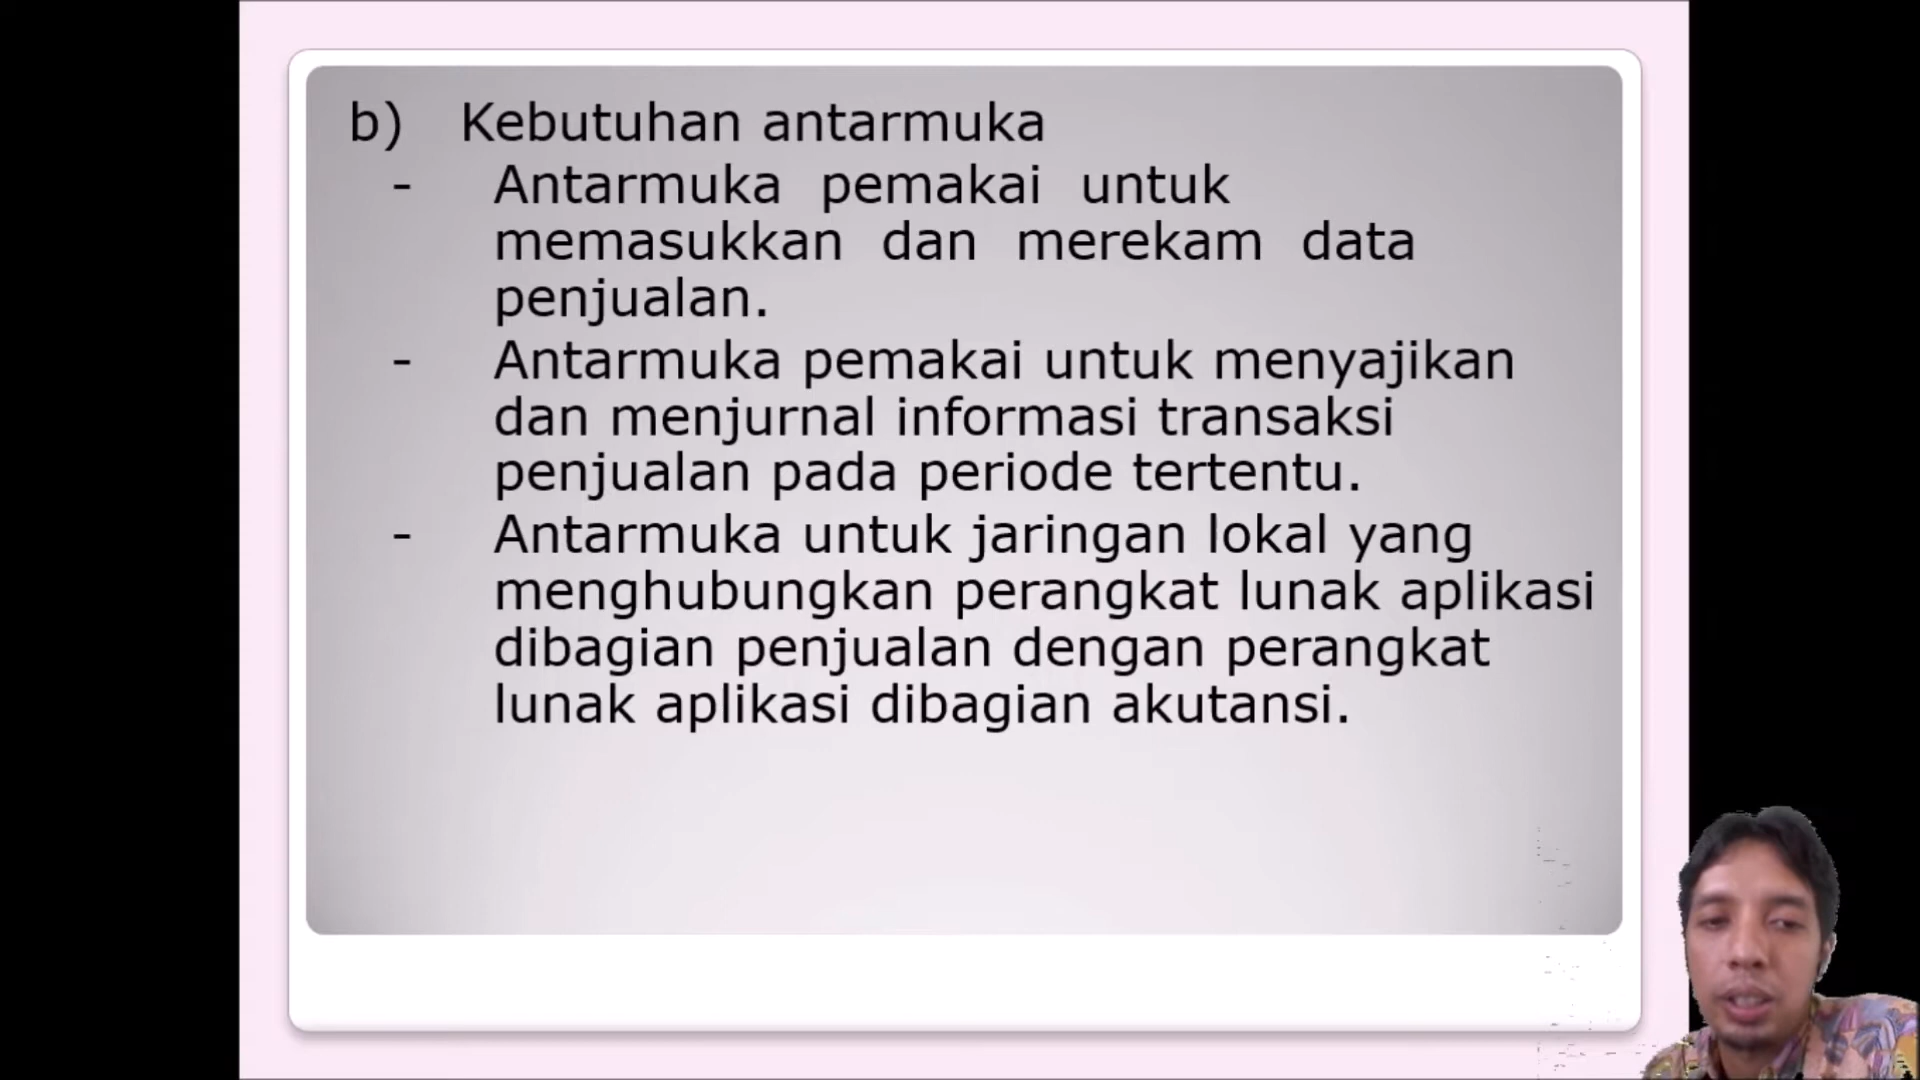 b) Kebutuhan antarmuka
- Antarmuka pemakai untuk
memasukkan dan merekam data
penjualan.
- Antarmuka pemakai untuk menyajikan
dan menjurnal informasi transaksi
penjualan pada periode tertentu.
- Antarmuka untuk jaringan lokal yang
menghubungkan perangkat lunak aplikasi
dibagian penjualan dengan perangkat
lunak aplikasi dibagian akutansi.